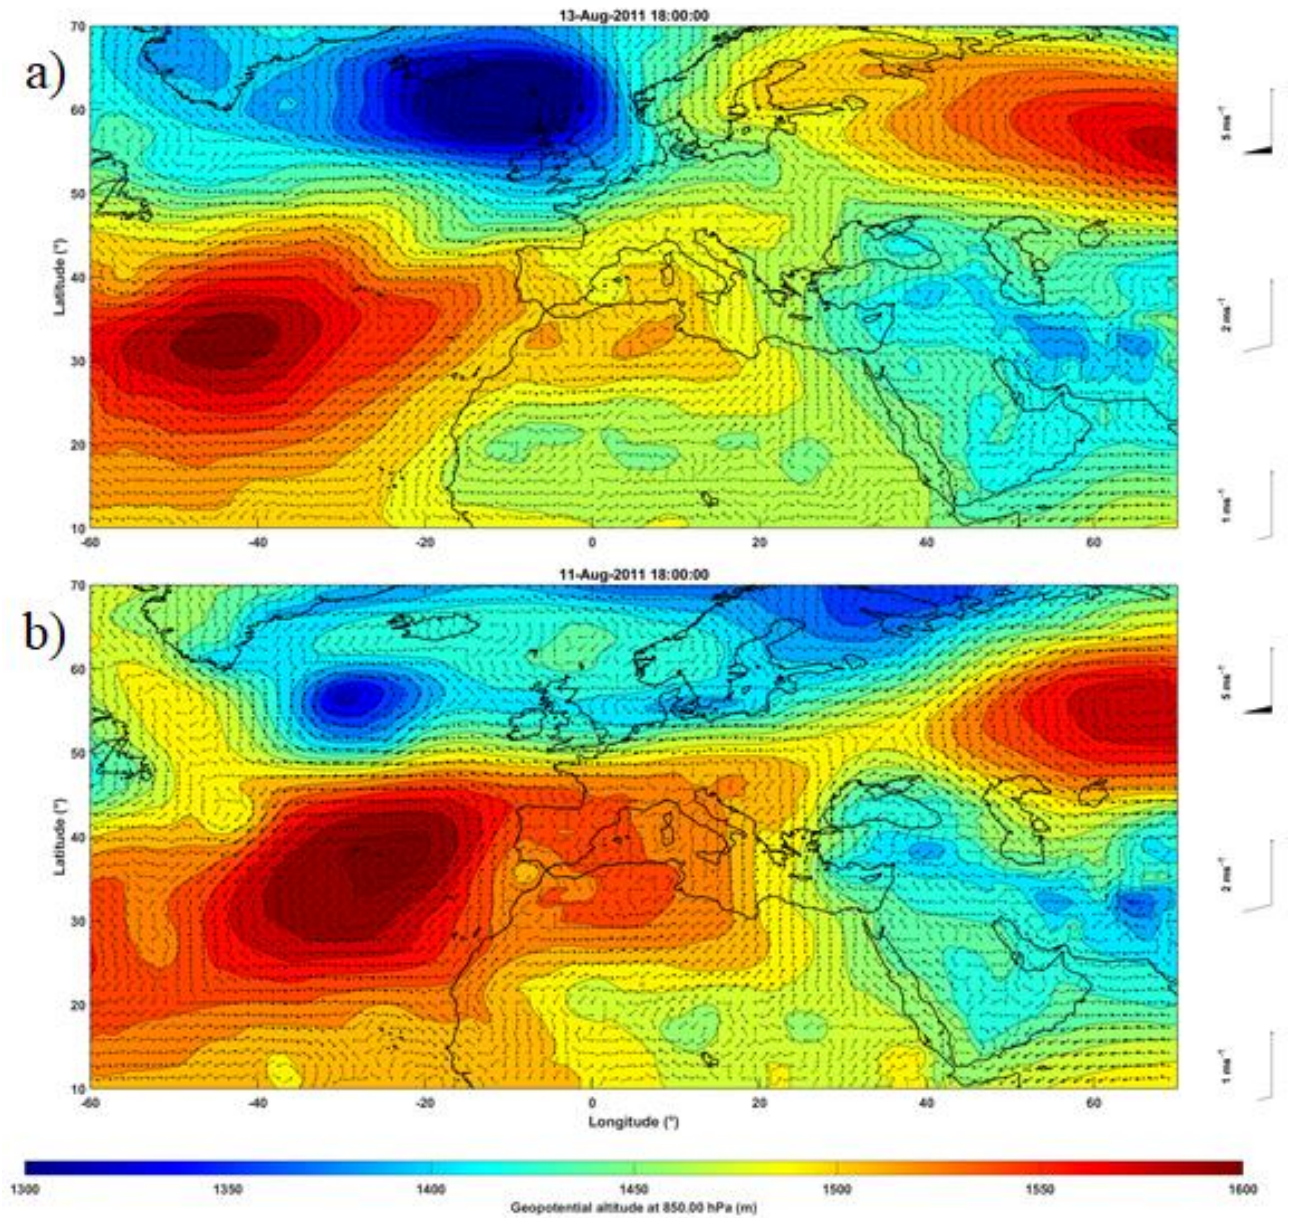 13-Aug-2011 18:00:00
a)
70
60
50
40
30
20
10
Latitude (°)
-60 -40 -20 0 20 40 60
5 ms⁻¹
2 ms⁻¹
1 ms⁻¹
11-Aug-2011 18:00:00
b)
70
60
50
40
30
20
10
Latitude (°)
-60 -40 -20 0 20 40 60
Longitude (°)
5 ms⁻¹
2 ms⁻¹
1 ms⁻¹
1300 1350 1400 1450 1500 1550 1600
Geopotential altitude at 850.00 hPa (m)